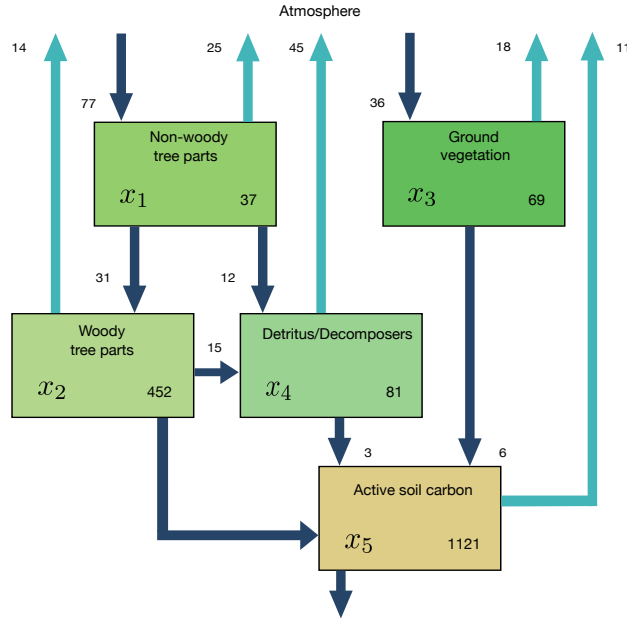 Atmosphere
14
25
45
18
11
77
36
Non-woody
tree parts
x1
37
Ground
vegetation
x3
69
31
12
Woody
tree parts
x2
452
15
Detritus/Decomposers
x4
81
3
6
Active soil carbon
x5
1121